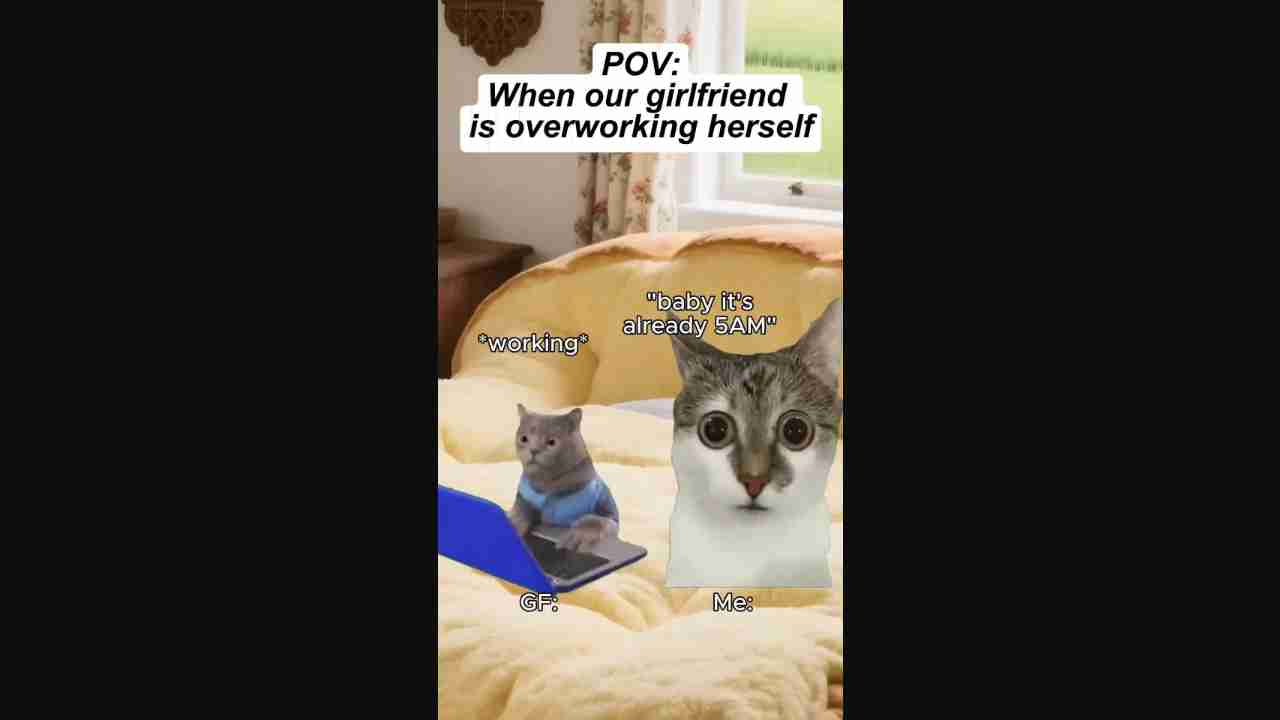 POV:
When our girlfriend
is overworking herself
"baby it's
already 5AM"
*working*
GF:
Me: